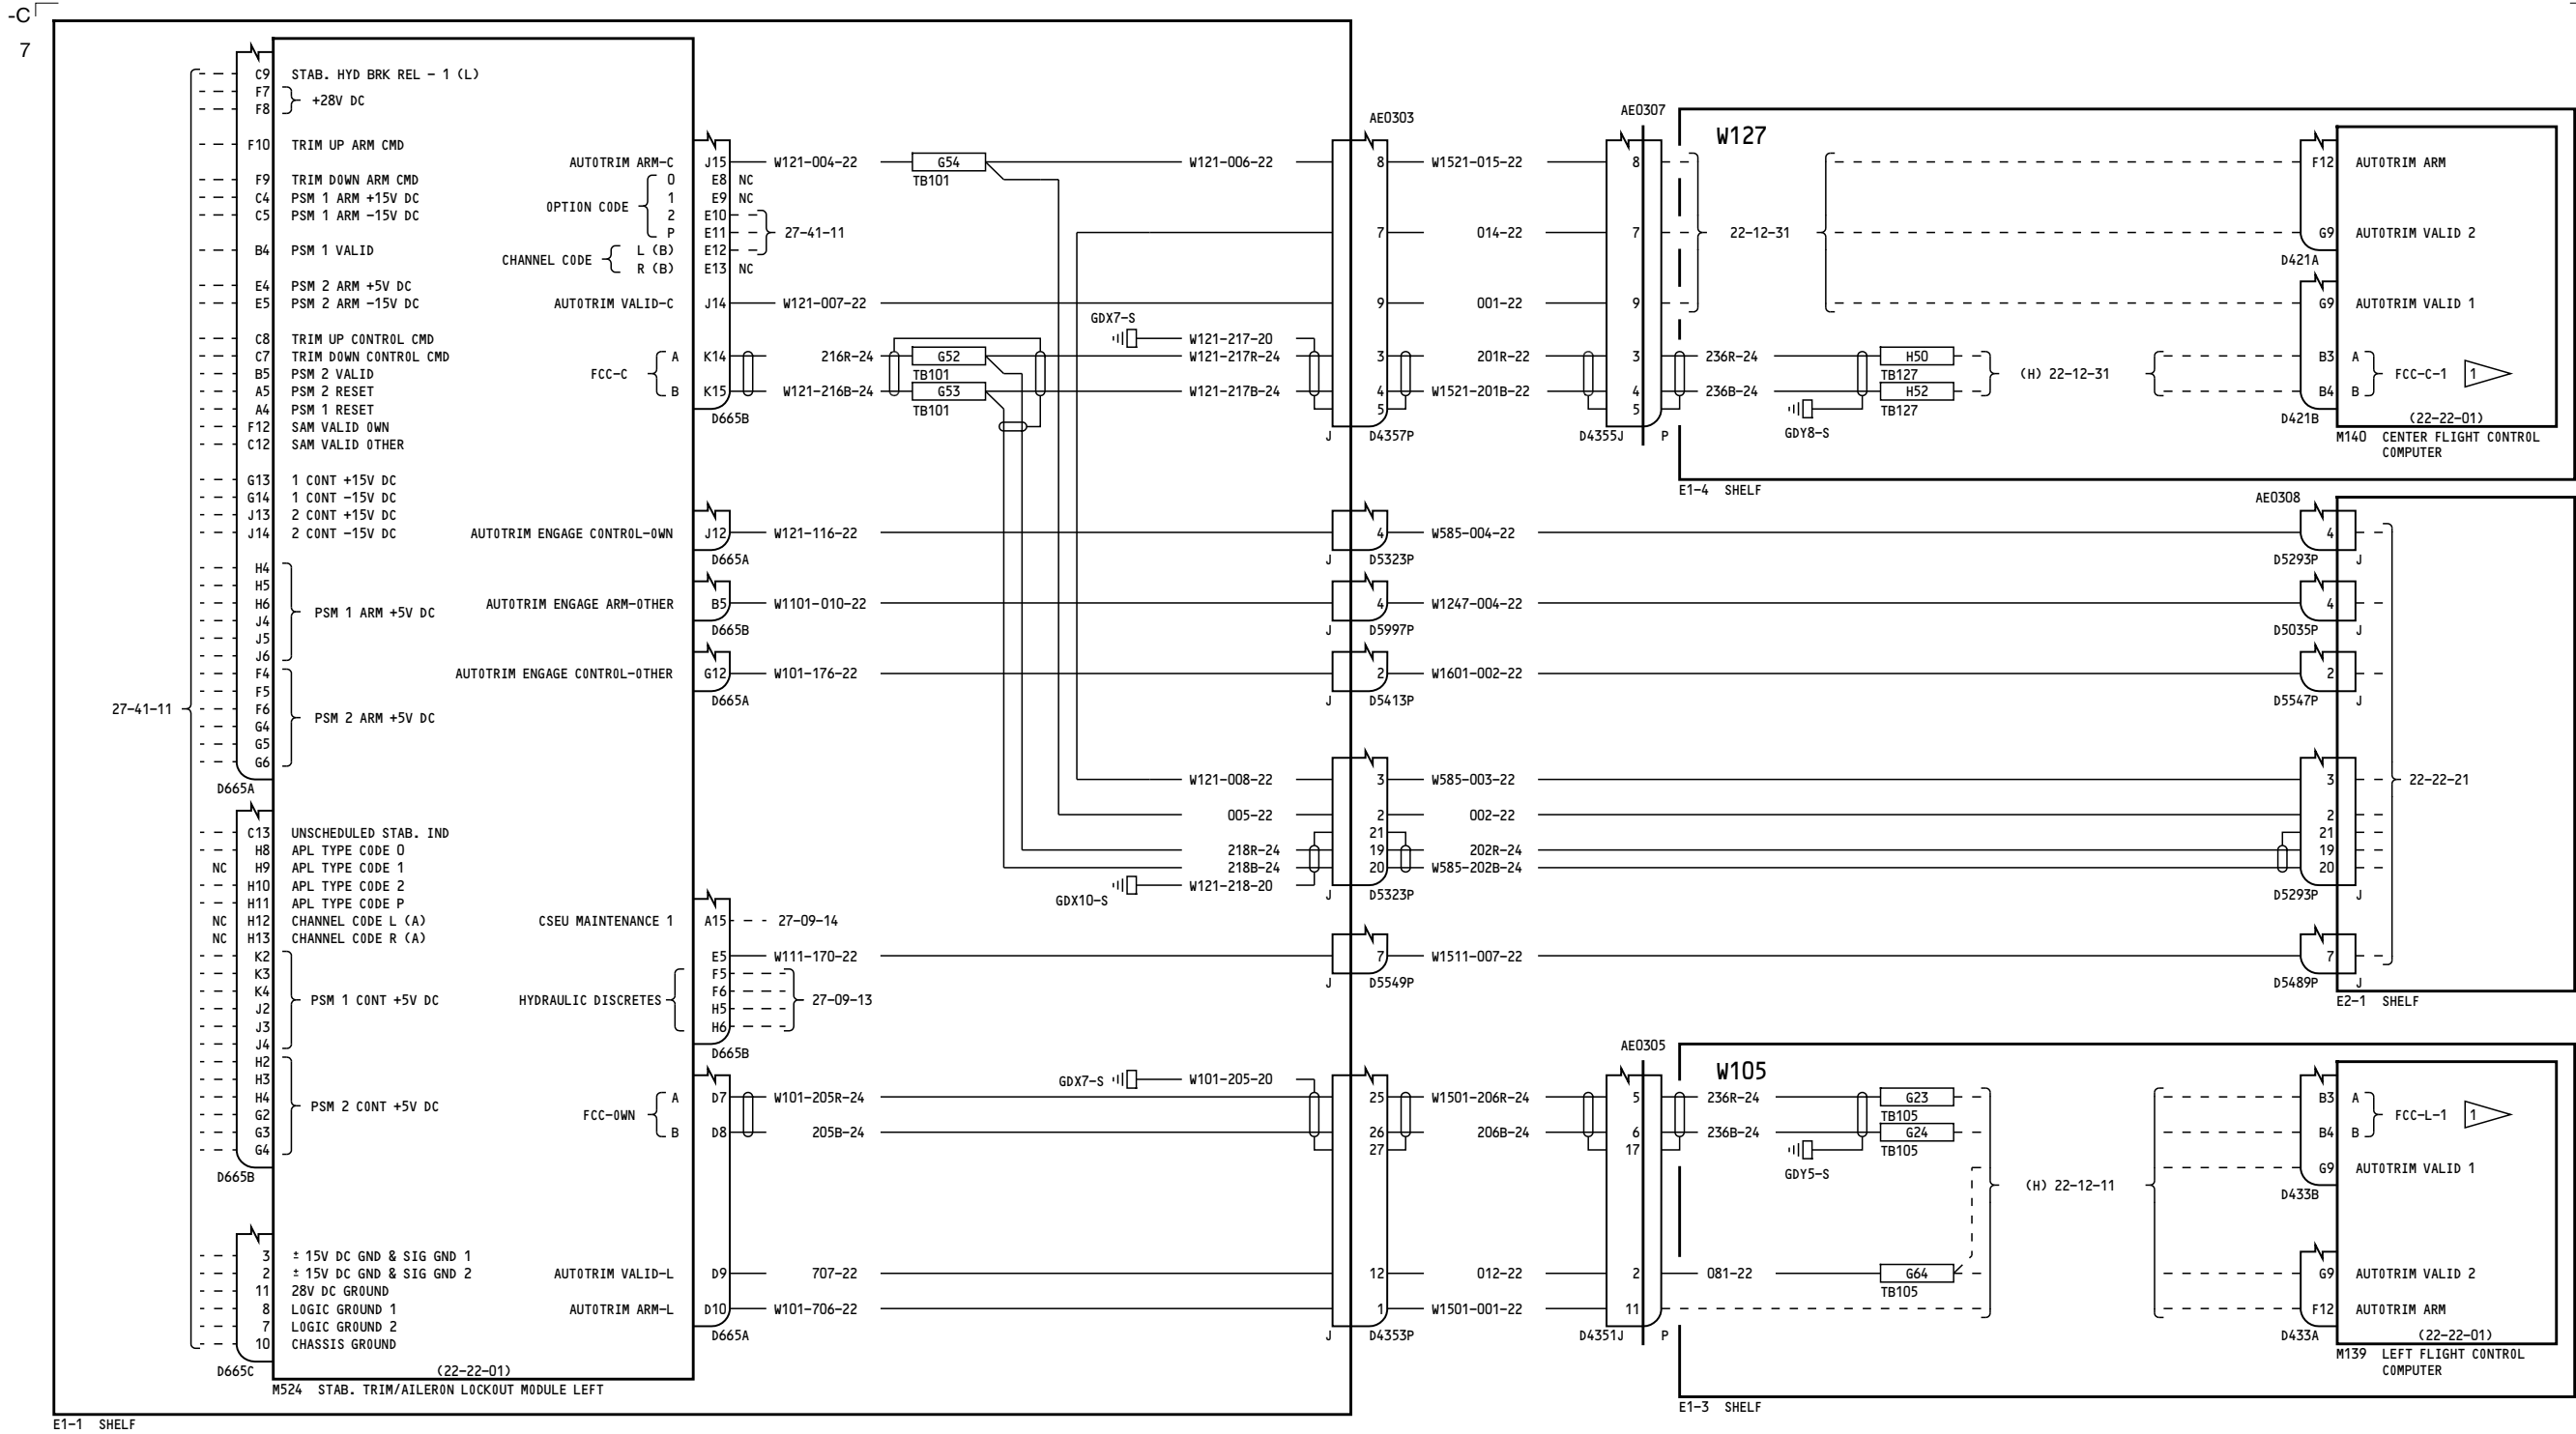 -C
7
C9 STAB. HYD BRK REL - 1 (L)
F7
F8
+28V DC
F10 TRIM UP ARM CMD
F9 TRIM DOWN ARM CMD
C4 PSM 1 ARM +15V DC
C5 PSM 1 ARM -15V DC
B4 PSM 1 VALID
E4 PSM 2 ARM +5V DC
E5 PSM 2 ARM -15V DC
C8 TRIM UP CONTROL CMD
C7 TRIM DOWN CONTROL CMD
B5 PSM 2 VALID
A5 PSM 2 RESET
A4 PSM 1 RESET
F12 SAM VALID OWN
C12 SAM VALID OTHER
G13 1 CONT +15V DC
G14 1 CONT -15V DC
J13 2 CONT +15V DC
J14 2 CONT -15V DC
H4
H5
H6
J4
J5
J6
PSM 1 ARM +5V DC
F4
F5
F6
G4
G5
G6
PSM 2 ARM +5V DC
27-41-11
D665A
C13 UNSCHEDULED STAB. IND
H8 APL TYPE CODE 0
NC H9 APL TYPE CODE 1
H10 APL TYPE CODE 2
H11 APL TYPE CODE P
NC H12 CHANNEL CODE L (A)
NC H13 CHANNEL CODE R (A)
K2
K3
K4
J2
J3
J4
PSM 1 CONT +5V DC
H2
H3
H4
G2
G3
G4
PSM 2 CONT +5V DC
D665B
3 ± 15V DC GND & SIG GND 1
2 ± 15V DC GND & SIG GND 2
11 28V DC GROUND
8 LOGIC GROUND 1
7 LOGIC GROUND 2
10 CHASSIS GROUND
D665C
(22-22-01)
M524 STAB. TRIM/AILERON LOCKOUT MODULE LEFT
E1-1 SHELF
AUTOTRIM ARM-C J15 W121-004-22 G54 W121-006-22
TB101
OPTION CODE
0 E8 NC
1 E9 NC
2 E10
P E11
27-41-11
CHANNEL CODE
L (B) E12
R (B) E13 NC
AUTOTRIM VALID-C J14 W121-007-22
GDX7-S W121-217-20
FCC-C
A K14 216R-24 G52 W121-217R-24
TB101
B K15 W121-216B-24 G53 W121-217B-24
TB101
D665B
AUTOTRIM ENGAGE CONTROL-OWN J12 W121-116-22
D665A
AUTOTRIM ENGAGE ARM-OTHER B5 W1101-010-22
D665B
AUTOTRIM ENGAGE CONTROL-OTHER G12 W101-176-22
D665A
W121-008-22
005-22
218R-24
218B-24
GDX10-S W121-218-20
CSEU MAINTENANCE 1 A15 27-09-14
E5 W111-170-22
HYDRAULIC DISCRETES
F5
F6
H5
H6
27-09-13
D665B
GDX7-S W101-205-20
FCC-OWN
A D7 W101-205R-24
B D8 205B-24
AUTOTRIM VALID-L D9 707-22
AUTOTRIM ARM-L D10 W101-706-22
D665A
AE0303
8 W1521-015-22
7 014-22
9 001-22
3 201R-24
4 W1521-201B-24
5
J D4357P
4 W585-004-22
J D5323P
4 W1247-004-22
J D5997P
2 W1601-002-22
J D5413P
3 W585-003-22
2 002-22
21
19 202R-24
20 W585-202B-24
J D5323P
7 W1511-007-22
J D5549P
25 W1501-206R-24
26 206B-24
27
12 012-22
1 W1501-001-22
J D4353P
AE0307
W127
8
7
9
22-12-31
3 236R-24 H50
TB127
4 236B-24 H52
TB127
5
GDY8-S
(H) 22-12-31
D4355J P
F12 AUTOTRIM ARM
G9 AUTOTRIM VALID 2
D421A
G9 AUTOTRIM VALID 1
B3 A
B4 B
FCC-C-1 1
D421B
(22-22-01)
M140 CENTER FLIGHT CONTROL
COMPUTER
E1-4 SHELF
AE0308
4
D5293P J
4
D5035P J
2
D5547P J
3
2
21
19
20
22-22-21
D5293P J
7
D5489P J
E2-1 SHELF
AE0305
W105
5 236R-24 G23
TB105
6 236B-24 G24
TB105
17
GDY5-S
(H) 22-12-11
2 081-22 G64
TB105
11
D4351J P
B3 A
B4 B
FCC-L-1 1
G9 AUTOTRIM VALID 1
D433B
G9 AUTOTRIM VALID 2
F12 AUTOTRIM ARM
D433A
(22-22-01)
M139 LEFT FLIGHT CONTROL
COMPUTER
E1-3 SHELF